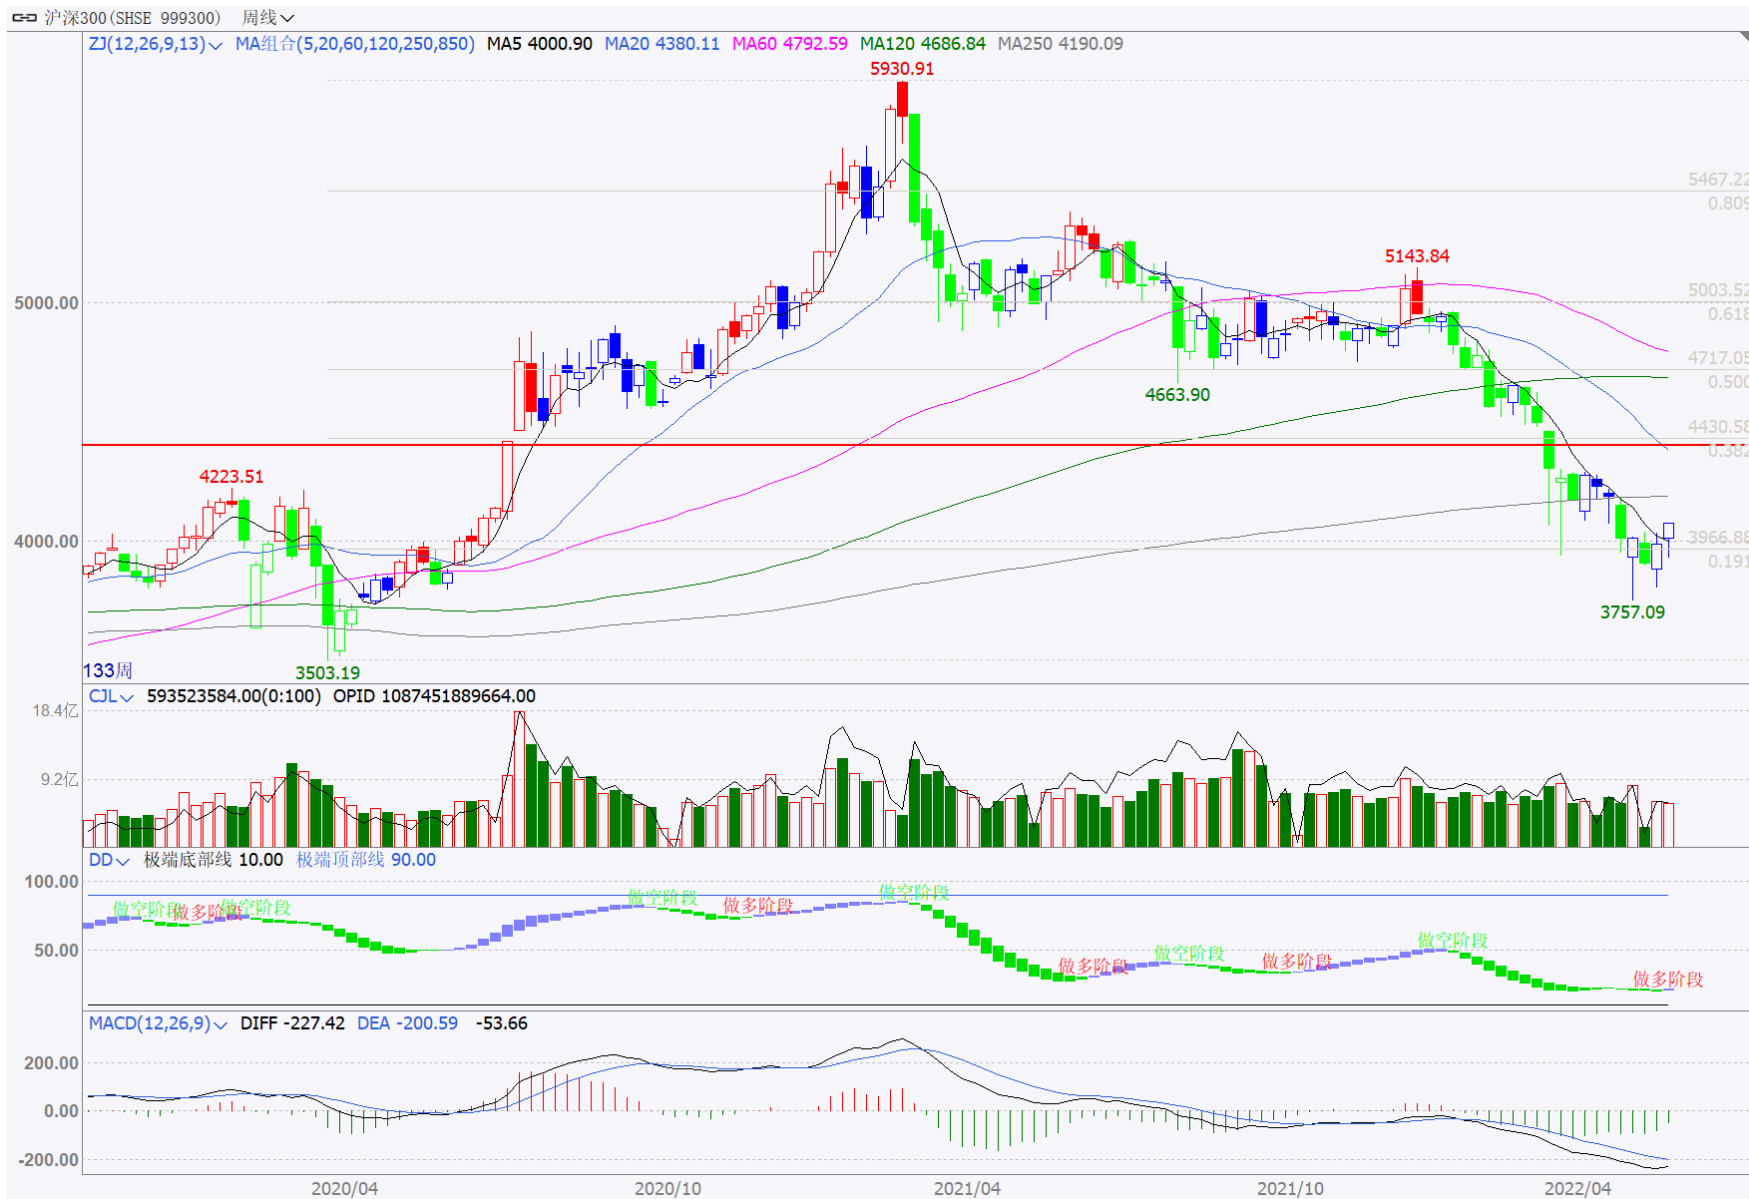 沪深300(SHSE 999300) 周线
ZJ(12,26,9,13) MA组合(5,20,60,120,250,850) MA5 4000.90 MA20 4380.11 MA60 4792.59 MA120 4686.84 MA250 4190.09
5930.91
5467.22
0.809
5143.84
5003.52
0.618
5000.00
4717.05
0.500
4663.90
4430.58
0.382
4223.51
4000.00
3966.88
0.191
3757.09
133周
3503.19
CJL 593523584.00(0:100) OPID 1087451889664.00
18.4亿
9.2亿
DD 极端底部线 10.00 极端顶部线 90.00
100.00
做空阶段 做多阶段 做空阶段 做空阶段 做多阶段 做空阶段
50.00
做多阶段 做空阶段 做多阶段 做空阶段 做多阶段
MACD(12,26,9) DIFF -227.42 DEA -200.59 -53.66
200.00
0.00
-200.00
2020/04 2020/10 2021/04 2021/10 2022/04